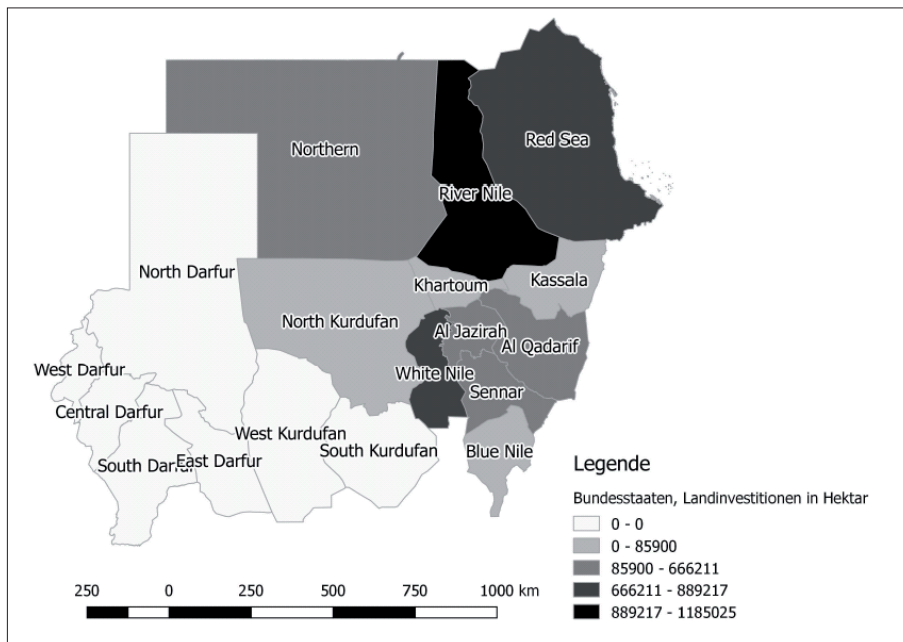 Northern
Red Sea
River Nile
North Darfur
Khartoum
Kassala
North Kurdufan
Al Jazirah
Al Qadarif
West Darfur
White Nile
Sennar
Central Darfur
West Kurdufan
South Kurdufan
South Darfur
East Darfur
Blue Nile
Legende
Bundesstaaten, Landinvestitionen in Hektar
0 - 0
0 - 85900
85900 - 666211
666211 - 889217
889217 - 1185025
250 0 250 500 750 1000 km